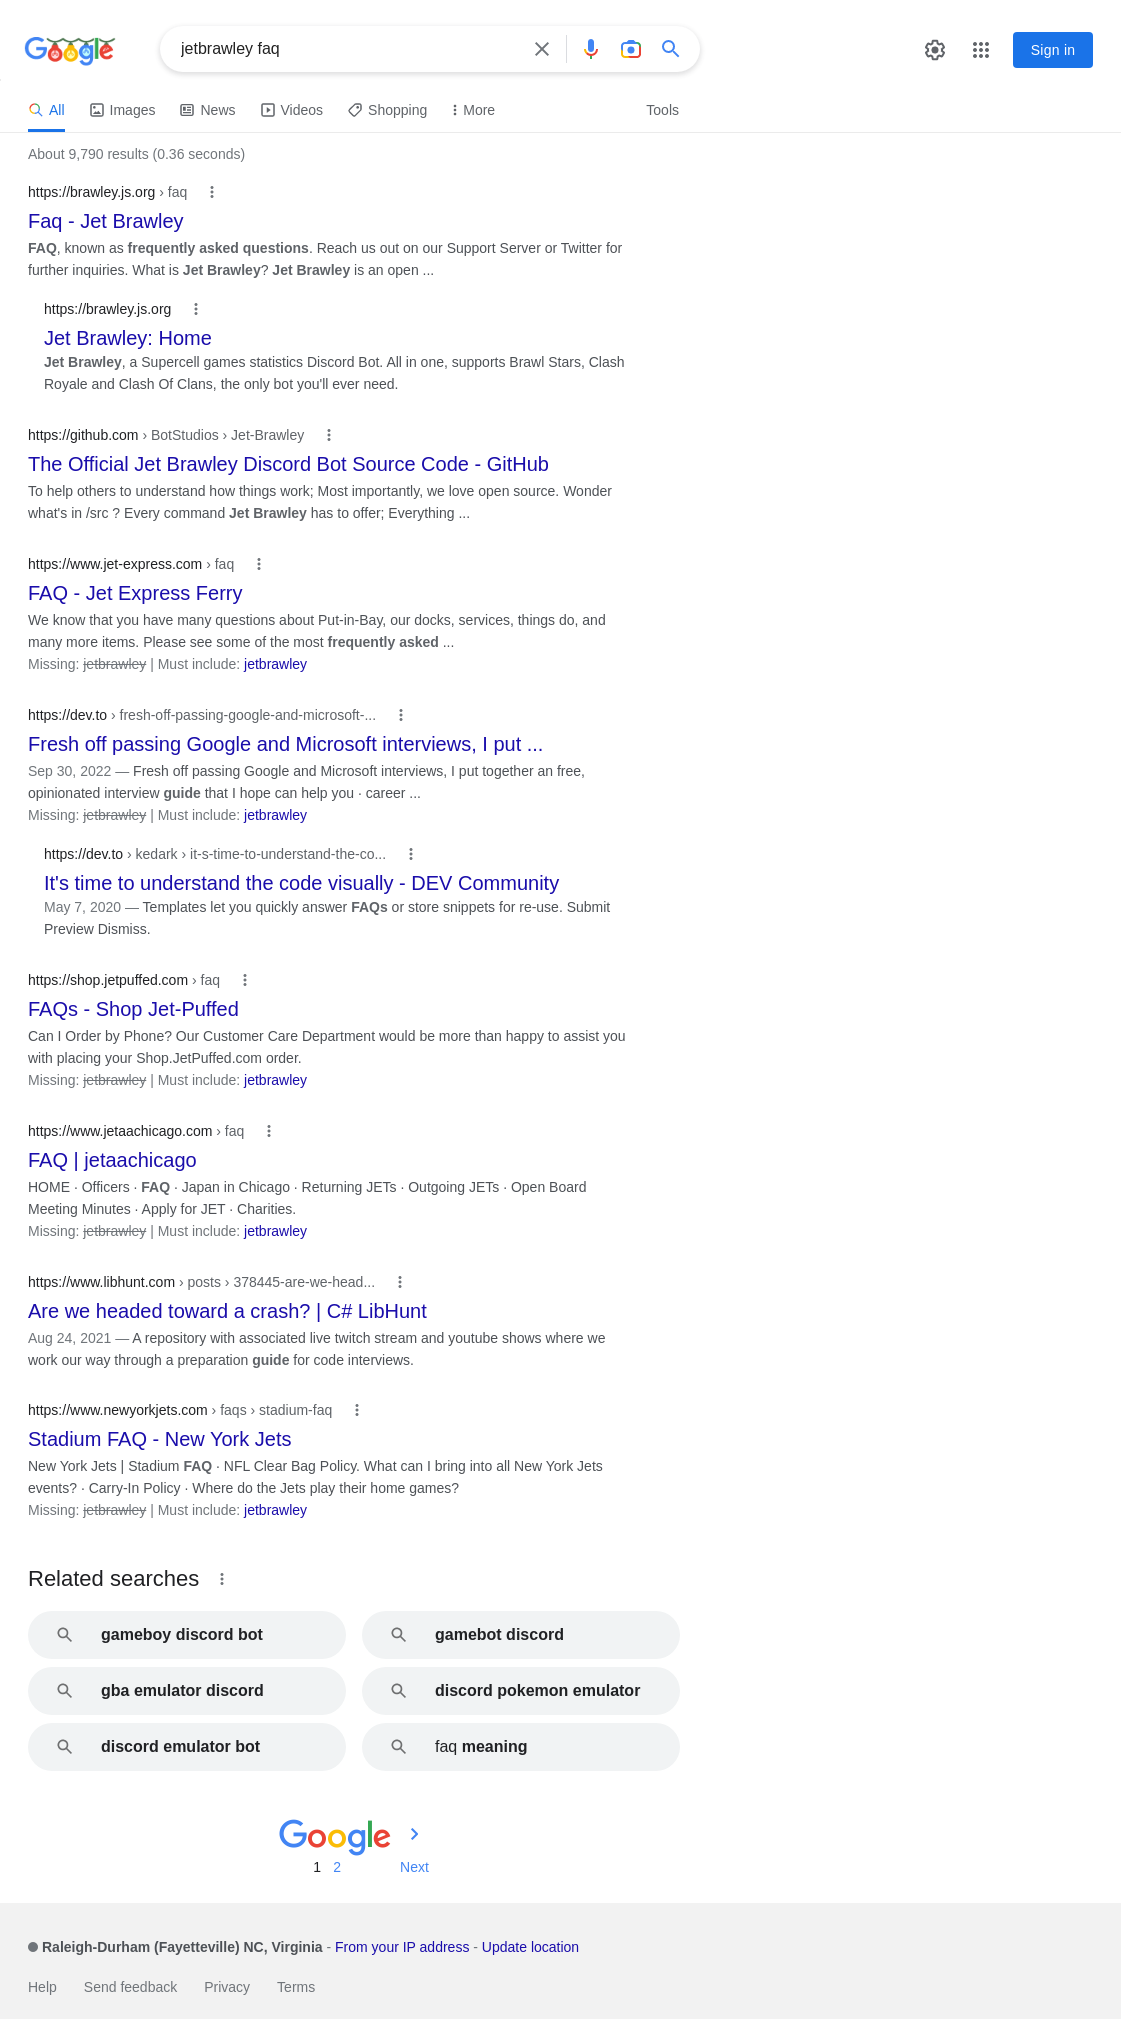 Google
jetbrawley faq
Sign in
All Images News Videos Shopping More Tools
About 9,790 results (0.36 seconds)
https://brawley.js.org › faq
Faq - Jet Brawley
FAQ, known as frequently asked questions. Reach us out on our Support Server or Twitter for
further inquiries. What is Jet Brawley? Jet Brawley is an open ...
https://brawley.js.org
Jet Brawley: Home
Jet Brawley, a Supercell games statistics Discord Bot. All in one, supports Brawl Stars, Clash
Royale and Clash Of Clans, the only bot you'll ever need.
https://github.com › BotStudios › Jet-Brawley
The Official Jet Brawley Discord Bot Source Code - GitHub
To help others to understand how things work; Most importantly, we love open source. Wonder
what's in /src ? Every command Jet Brawley has to offer; Everything ...
https://www.jet-express.com › faq
FAQ - Jet Express Ferry
We know that you have many questions about Put-in-Bay, our docks, services, things do, and
many more items. Please see some of the most frequently asked ...
Missing: jetbrawley | Must include: jetbrawley
https://dev.to › fresh-off-passing-google-and-microsoft-...
Fresh off passing Google and Microsoft interviews, I put ...
Sep 30, 2022 — Fresh off passing Google and Microsoft interviews, I put together an free,
opinionated interview guide that I hope can help you · career ...
Missing: jetbrawley | Must include: jetbrawley
https://dev.to › kedark › it-s-time-to-understand-the-co...
It's time to understand the code visually - DEV Community
May 7, 2020 — Templates let you quickly answer FAQs or store snippets for re-use. Submit
Preview Dismiss.
https://shop.jetpuffed.com › faq
FAQs - Shop Jet-Puffed
Can I Order by Phone? Our Customer Care Department would be more than happy to assist you
with placing your Shop.JetPuffed.com order.
Missing: jetbrawley | Must include: jetbrawley
https://www.jetaachicago.com › faq
FAQ | jetaachicago
HOME · Officers · FAQ · Japan in Chicago · Returning JETs · Outgoing JETs · Open Board
Meeting Minutes · Apply for JET · Charities.
Missing: jetbrawley | Must include: jetbrawley
https://www.libhunt.com › posts › 378445-are-we-head...
Are we headed toward a crash? | C# LibHunt
Aug 24, 2021 — A repository with associated live twitch stream and youtube shows where we
work our way through a preparation guide for code interviews.
https://www.newyorkjets.com › faqs › stadium-faq
Stadium FAQ - New York Jets
New York Jets | Stadium FAQ · NFL Clear Bag Policy. What can I bring into all New York Jets
events? · Carry-In Policy · Where do the Jets play their home games?
Missing: jetbrawley | Must include: jetbrawley
Related searches
gameboy discord bot
gamebot discord
gba emulator discord
discord pokemon emulator
discord emulator bot
faq meaning
Google
1 2 Next
Raleigh-Durham (Fayetteville) NC, Virginia - From your IP address - Update location
Help Send feedback Privacy Terms